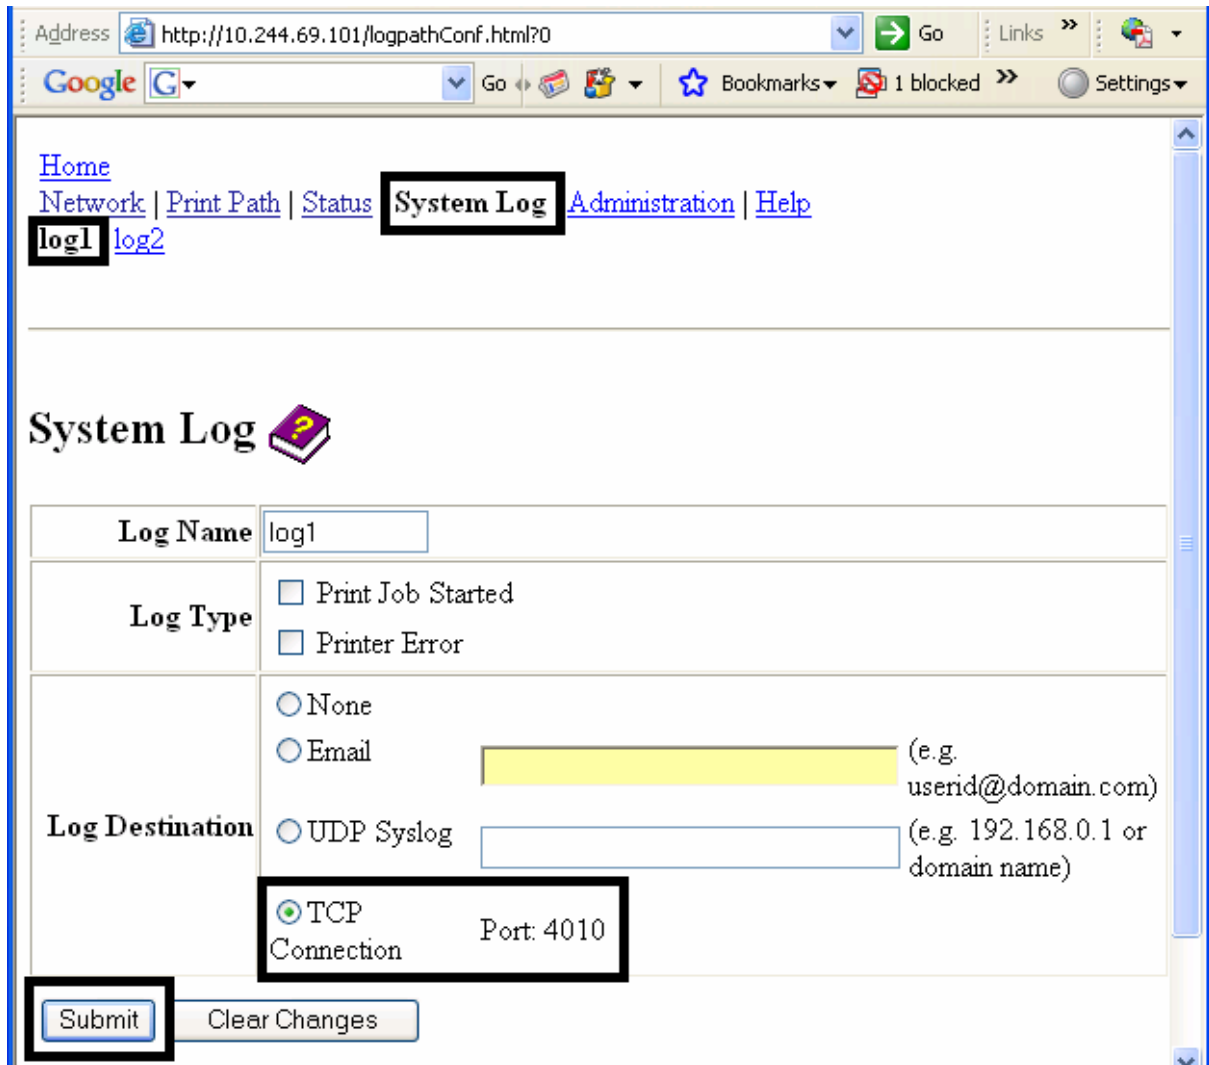 Address http://10.244.69.101/logpathConf.html?0 Go Links »
Google G Go Bookmarks 1 blocked » Settings
Home
Network | Print Path | Status System Log Administration | Help
log1 log2
System Log ?
Log Name log1
Log Type Print Job Started
Printer Error
Log Destination None
Email (e.g. userid@domain.com)
UDP Syslog (e.g. 192.168.0.1 or domain name)
TCP Connection Port: 4010
Submit Clear Changes